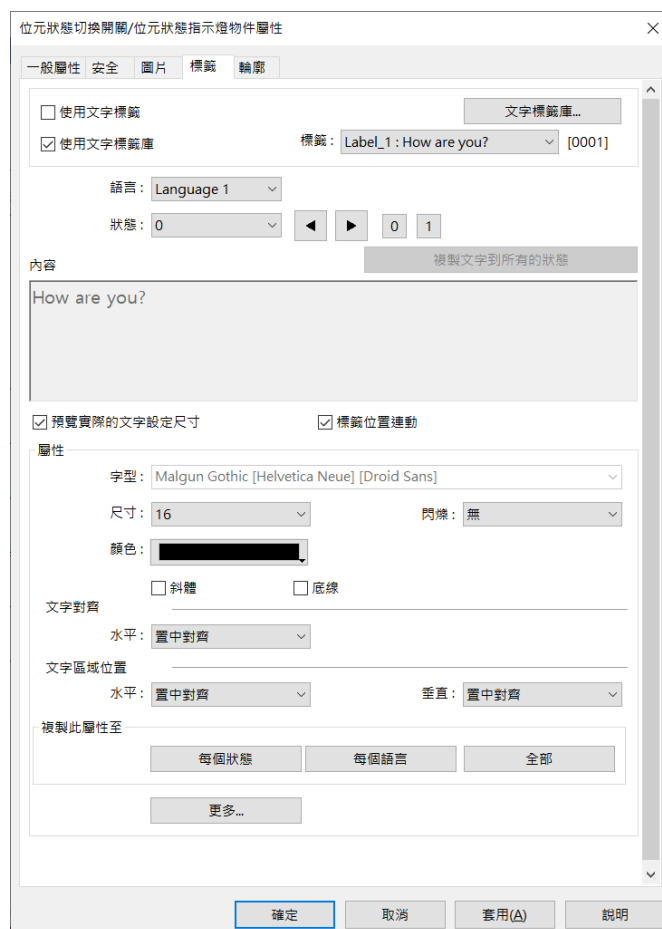 位元狀態切換開關/位元狀態指示燈物件屬性
一般屬性 安全 圖片 標籤 輪廓
使用文字標籤 文字標籤庫...
使用文字標籤庫 標籤: Label_1 : How are you? [0001]
語言: Language 1
狀態: 0 0 1
內容 複製文字到所有的狀態
How are you?
預覽實際的文字設定尺寸 標籤位置連動
屬性
字型: Malgun Gothic [Helvetica Neue] [Droid Sans]
尺寸: 16 閃爍: 無
顏色:
斜體 底線
文字對齊
水平: 置中對齊
文字區域位置
水平: 置中對齊 垂直: 置中對齊
複製此屬性至
每個狀態 每個語言 全部
更多...
確定 取消 套用(A) 說明